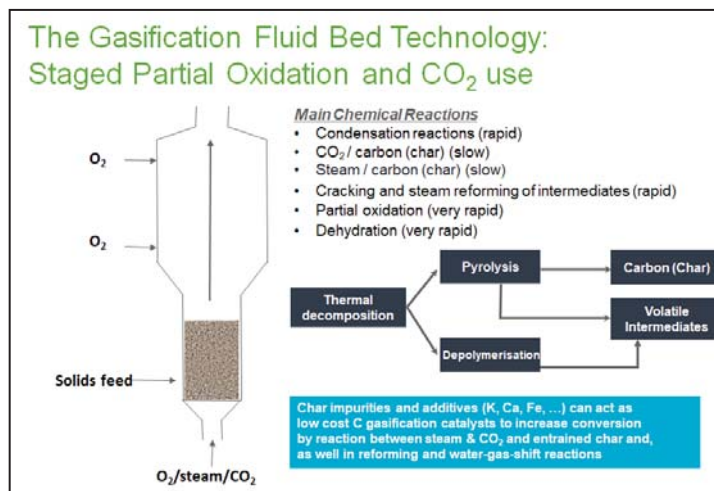 The Gasification Fluid Bed Technology:
Staged Partial Oxidation and CO₂ use
Main Chemical Reactions
• Condensation reactions (rapid)
• CO₂ / carbon (char) (slow)
• Steam / carbon (char) (slow)
• Cracking and steam reforming of intermediates (rapid)
• Partial oxidation (very rapid)
• Dehydration (very rapid)
O₂
O₂
Solids feed
O₂/steam/CO₂
Thermal
decomposition
Pyrolysis
Depolymerisation
Carbon (Char)
Volatile
Intermediates
Char impurities and additives (K, Ca, Fe, ...) can act as
low cost C gasification catalysts to increase conversion
by reaction between steam & CO₂ and entrained char and,
as well in reforming and water-gas-shift reactions